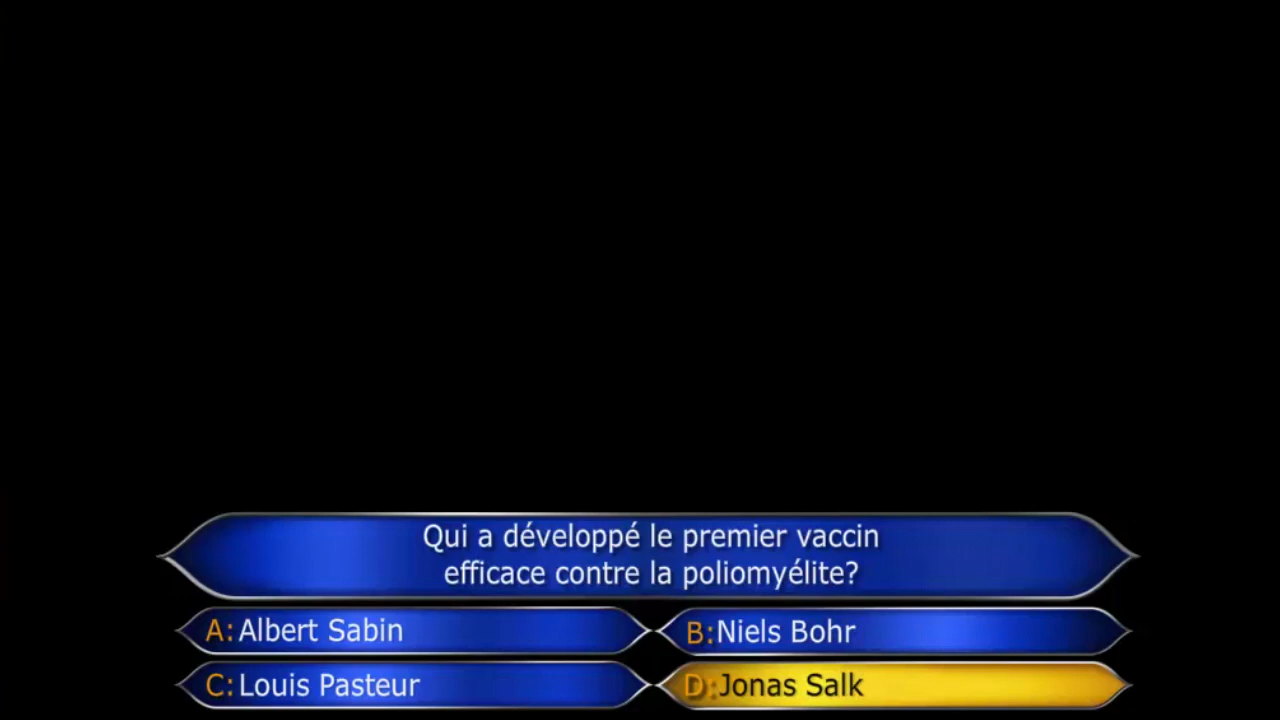 Qui a développé le premier vaccin
efficace contre la poliomyélite?
A: Albert Sabin
B: Niels Bohr
C: Louis Pasteur
D: Jonas Salk